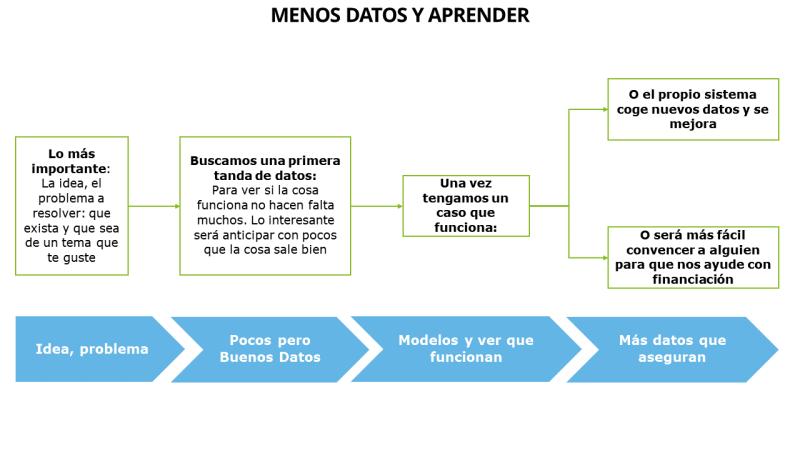 MENOS DATOS Y APRENDER
Lo más
importante:
La idea, el
problema a
resolver: que
exista y que sea
de un tema que
te guste
Buscamos una primera
tanda de datos:
Para ver si la cosa
funciona no hacen falta
muchos. Lo interesante
será anticipar con pocos
que la cosa sale bien
Una vez
tengamos un
caso que
funciona:
O el propio sistema
coge nuevos datos y se
mejora
O será más fácil
convencer a alguien
para que nos ayude con
financiación
Idea, problema
Pocos pero
Buenos Datos
Modelos y ver que
funcionan
Más datos que
aseguran